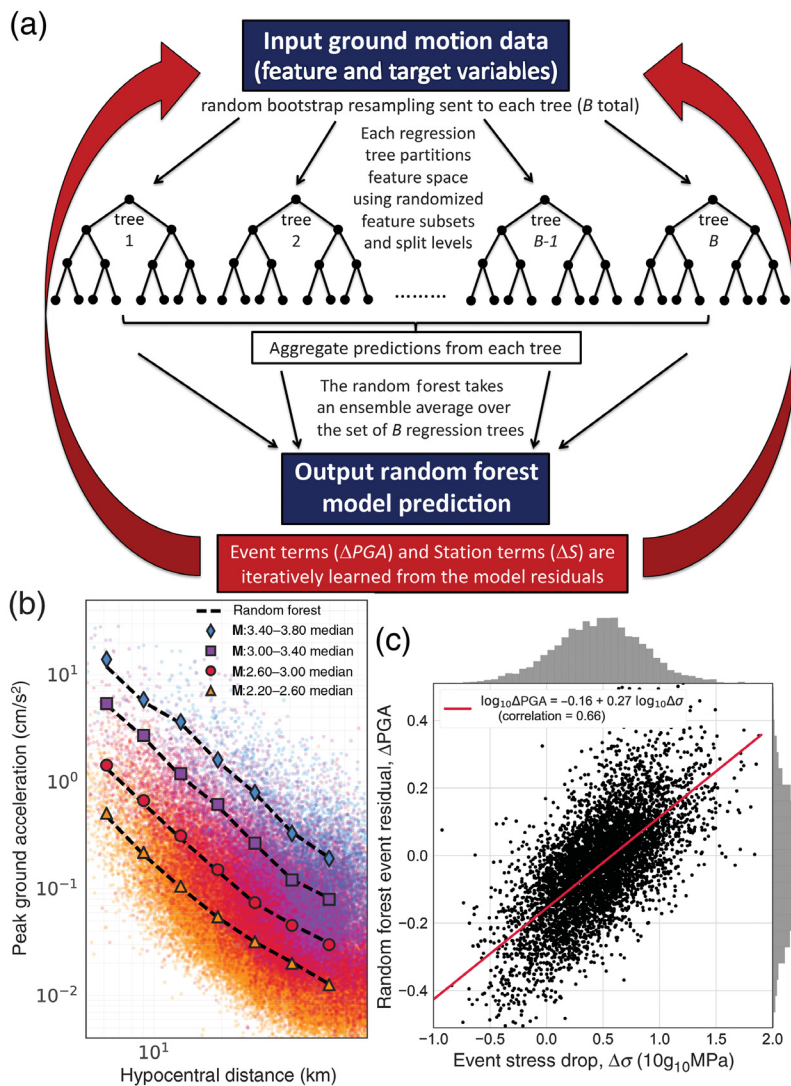 (a)
Input ground motion data
(feature and target variables)
random bootstrap resampling sent to each tree (B total)
Each regression
tree partitions
feature space
using randomized
feature subsets
and split levels
tree
1
tree
2
tree
B-1
tree
B
.........
Aggregate predictions from each tree
The random forest takes
an ensemble average over
the set of B regression trees
Output random forest
model prediction
Event terms (ΔPGA) and Station terms (ΔS) are
iteratively learned from the model residuals
(b)
Random forest
M:3.40–3.80 median
M:3.00–3.40 median
M:2.60–3.00 median
M:2.20–2.60 median
Peak ground acceleration (cm/s²)
10¹
10⁰
10⁻¹
10⁻²
10¹
Hypocentral distance (km)
(c)
log₁₀ΔPGA = −0.16 + 0.27 log₁₀Δσ
(correlation = 0.66)
Random forest event residual, ΔPGA
0.4
0.2
0.0
−0.2
−0.4
−1.0 −0.5 0.0 0.5 1.0 1.5 2.0
Event stress drop, Δσ (10g₁₀MPa)